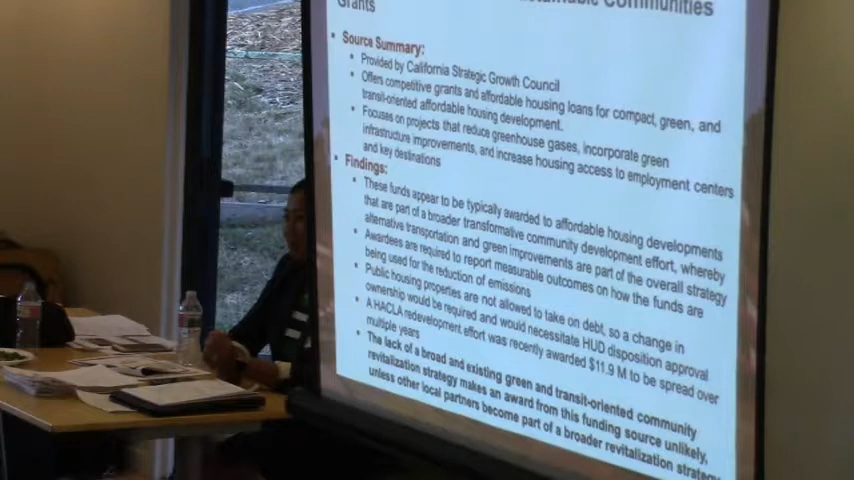 Grants
Sustainable Communities
• Source Summary:
• Provided by California Strategic Growth Council
• Offers competitive grants and affordable housing loans for compact, green, and
transit-oriented affordable housing development.
• Focuses on projects that reduce greenhouse gases, incorporate green
infrastructure improvements, and increase housing access to employment centers
and key destinations
• Findings:
• These funds appear to be typically awarded to affordable housing developments
that are part of a broader transformative community development effort, whereby
alternative transportation and green improvements are part of the overall strategy
• Awardees are required to report measurable outcomes on how the funds are
being used for the reduction of emissions
• Public housing properties are not allowed to take on debt, so a change in
ownership would be required and would necessitate HUD disposition approval
• A HACLA redevelopment effort was recently awarded $11.9 M to be spread over
multiple years
• The lack of a broad and existing green and transit-oriented community
revitalization strategy makes an award from this funding source unlikely,
unless other local partners become part of a broader revitalization strategy